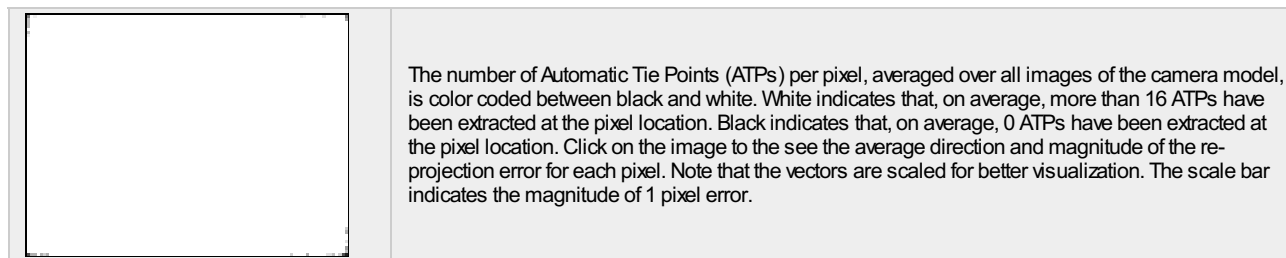 The number of Automatic Tie Points (ATPs) per pixel, averaged over all images of the camera model,
is color coded between black and white. White indicates that, on average, more than 16 ATPs have
been extracted at the pixel location. Black indicates that, on average, 0 ATPs have been extracted at
the pixel location. Click on the image to the see the average direction and magnitude of the re-
projection error for each pixel. Note that the vectors are scaled for better visualization. The scale bar
indicates the magnitude of 1 pixel error.